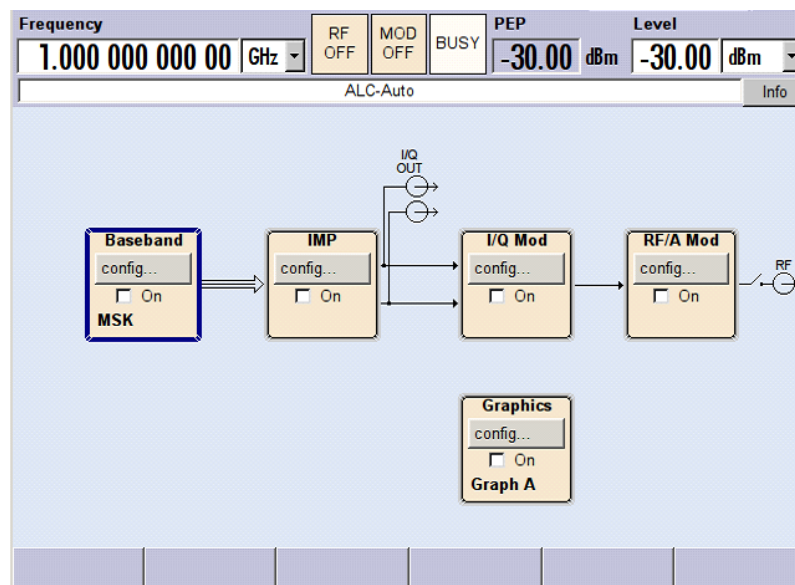 Frequency RF OFF MOD OFF BUSY PEP Level
1.000 000 000 00 GHz -30.00 dBm -30.00 dBm
ALC-Auto Info
I/Q
OUT
Baseband IMP I/Q Mod RF/A Mod
config... config... config... config... RF
On On On On
MSK
Graphics
config...
On
Graph A